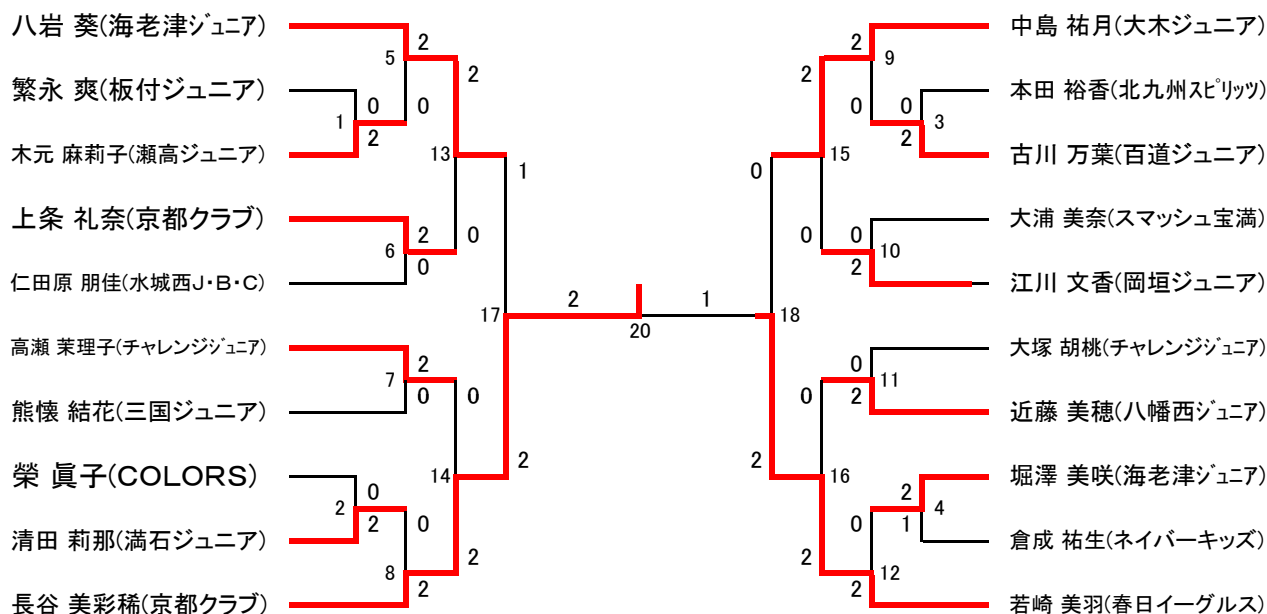 八岩 葵(海老津ジュニア)
繁永 爽(板付ジュニア)
木元 麻莉子(瀬高ジュニア)
上条 礼奈(京都クラブ)
仁田原 朋佳(水城西J・B・C)
高瀬 茉理子(チャレンジジュニア)
熊懐 結花(三国ジュニア)
榮 眞子(COLORS)
清田 莉那(満石ジュニア)
長谷 美彩稀(京都クラブ)
5
2
1
0
2
0
13
2
6
2
0
0
7
2
0
2
0
2
8
0
2
14
0
2
17
1
2
2
20
1
18
0
2
15
2
0
16
0
2
9
2
0
3
0
2
10
0
2
11
0
2
4
2
1
12
0
2
中島 祐月(大木ジュニア)
本田 裕香(北九州スピリッツ)
古川 万葉(百道ジュニア)
大浦 美奈(スマッシュ宝満)
江川 文香(岡垣ジュニア)
大塚 胡桃(チャレンジジュニア)
近藤 美穂(八幡西ジュニア)
堀澤 美咲(海老津ジュニア)
倉成 祐生(ネイバーキッズ)
若崎 美羽(春日イーグルス)